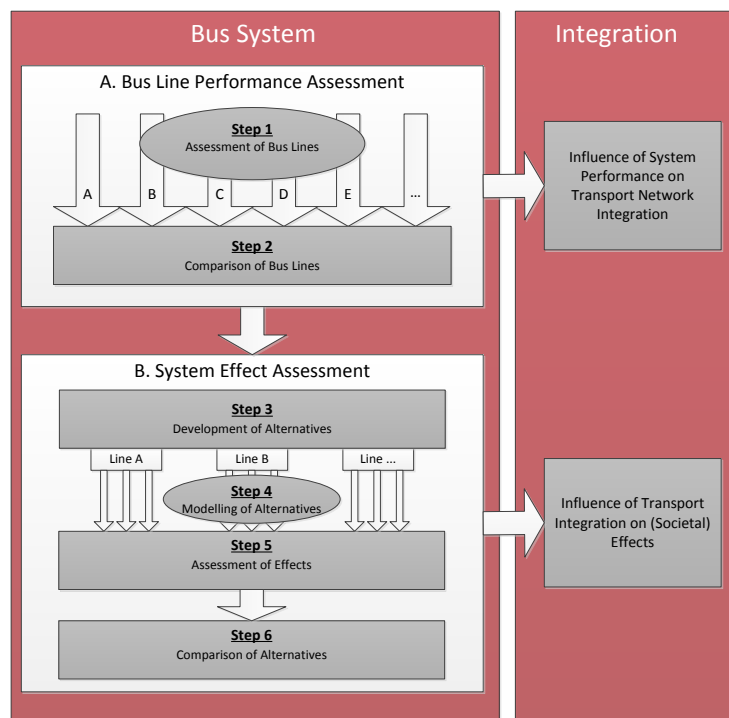 Bus System
Integration
A. Bus Line Performance Assessment
Step 1
Assessment of Bus Lines
A
B
C
D
E
...
Step 2
Comparison of Bus Lines
Influence of System
Performance on
Transport Network
Integration
B. System Effect Assessment
Step 3
Development of Alternatives
Line A
Line B
Line ...
Step 4
Modelling of Alternatives
Step 5
Assessment of Effects
Step 6
Comparison of Alternatives
Influence of Transport
Integration on (Societal)
Effects